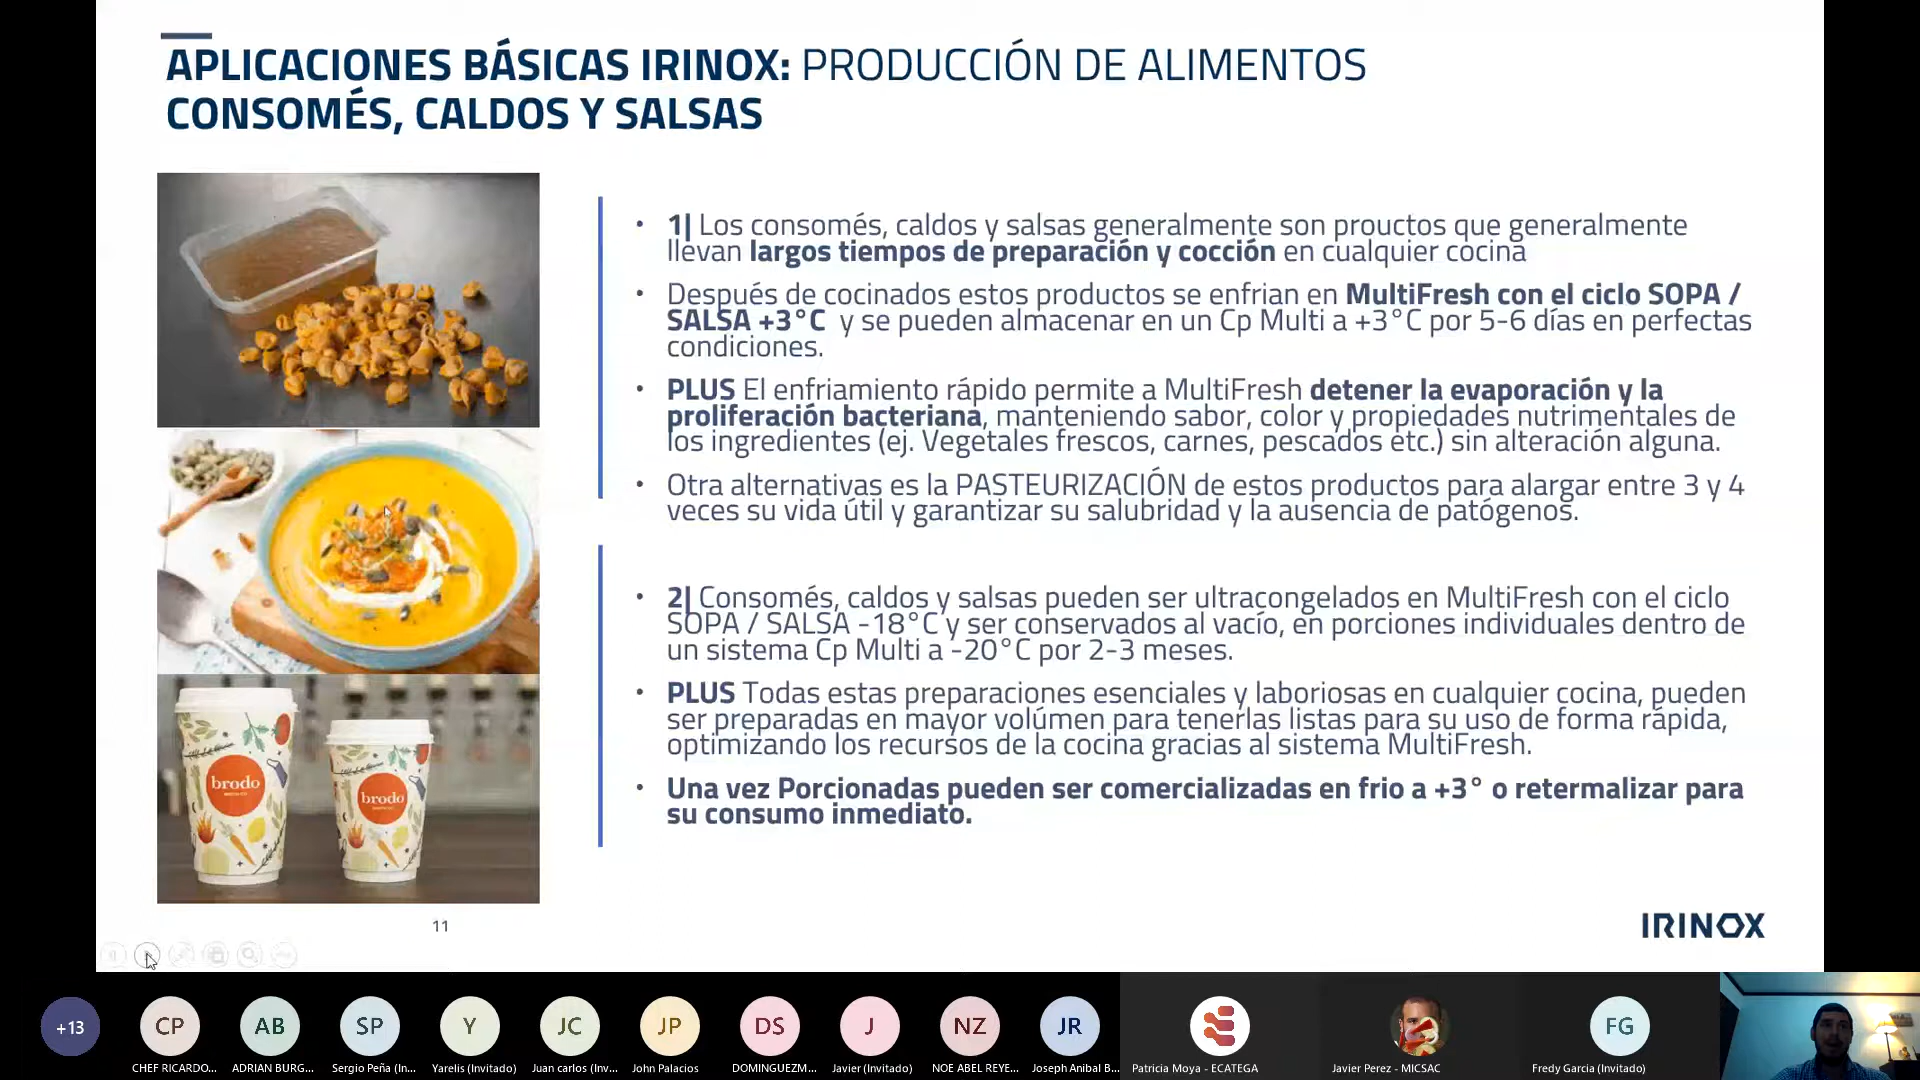 APLICACIONES BÁSICAS IRINOX: PRODUCCIÓN DE ALIMENTOS
CONSOMÉS, CALDOS Y SALSAS
• 1| Los consomés, caldos y salsas generalmente son prouctos que generalmente
llevan largos tiempos de preparación y cocción en cualquier cocina
• Después de cocinados estos productos se enfrian en MultiFresh con el ciclo SOPA /
SALSA +3°C y se pueden almacenar en un Cp Multi a +3°C por 5-6 días en perfectas
condiciones.
• PLUS El enfriamiento rápido permite a MultiFresh detener la evaporación y la
proliferación bacteriana, manteniendo sabor, color y propiedades nutrimentales de
los ingredientes (ej. Vegetales frescos, carnes, pescados etc.) sin alteración alguna.
• Otra alternativas es la PASTEURIZACIÓN de estos productos para alargar entre 3 y 4
veces su vida útil y garantizar su salubridad y la ausencia de patógenos.
• 2| Consomés, caldos y salsas pueden ser ultracongelados en MultiFresh con el ciclo
SOPA / SALSA -18°C y ser conservados al vacío, en porciones individuales dentro de
un sistema Cp Multi a -20°C por 2-3 meses.
• PLUS Todas estas preparaciones esenciales y laboriosas en cualquier cocina, pueden
ser preparadas en mayor volúmen para tenerlas listas para su uso de forma rápida,
optimizando los recursos de la cocina gracias al sistema MultiFresh.
• Una vez Porcionadas pueden ser comercializadas en frio a +3° o retermalizar para
su consumo inmediato.
brodo
brodo
11
IRINOX
+13
CP
AB
SP
Y
JC
JP
DS
J
NZ
JR
FG
CHEF RICARDO...
ADRIAN BURG...
Sergio Peña (In...
Yarelis (Invitado)
Juan carlos (Inv...
John Palacios
DOMINGUEZM...
Javier (Invitado)
NOE ABEL REYE...
Joseph Anibal B...
Patricia Moya - ECATEGA
Javier Perez - MICSAC
Fredy Garcia (Invitado)